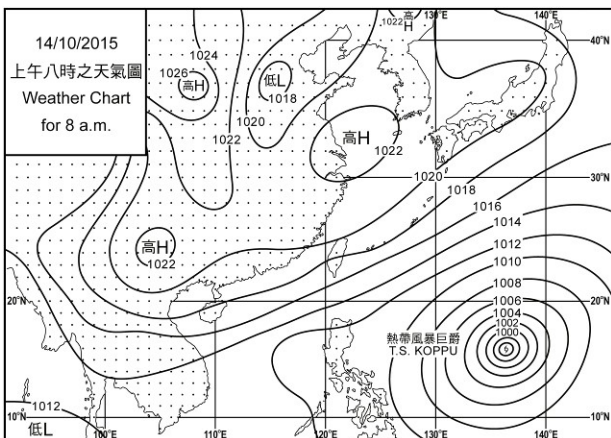 14/10/2015
上午八時之天氣圖
Weather Chart
for 8 a.m.
1022 高
H
130°E
140°E
40°N
1024
1026
高H
低L
1018
1020
1022
高H
1022
30°N
1020
1018
1016
1014
1012
1010
1008
1006
1004
1002
1000
高H
1022
20°N
20°N
熱帶風暴巨爵
T.S. KOPPU
1012
低L
10°N
100°E
110°E
120°E
130°E
140°E
10°N